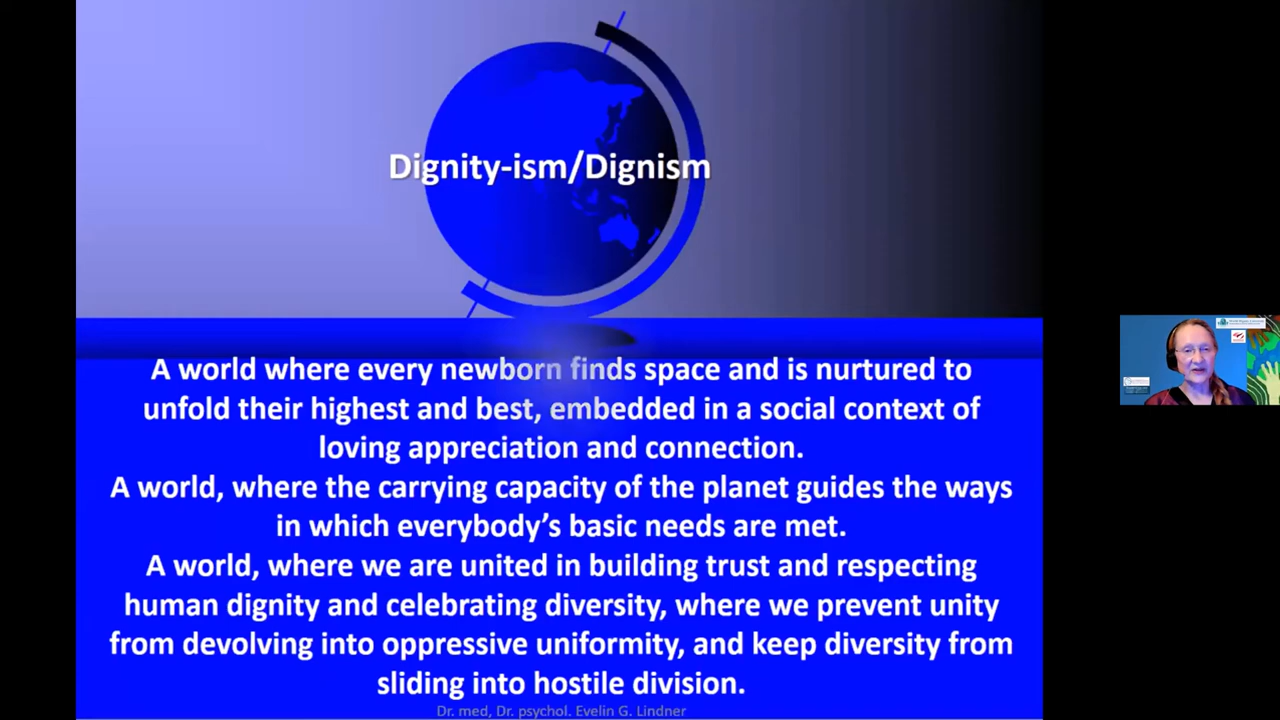 Dignity-ism/Dignism
A world where every newborn finds space and is nurtured to
unfold their highest and best, embedded in a social context of
loving appreciation and connection.
A world, where the carrying capacity of the planet guides the ways
in which everybody’s basic needs are met.
A world, where we are united in building trust and respecting
human dignity and celebrating diversity, where we prevent unity
from devolving into oppressive uniformity, and keep diversity from
sliding into hostile division.
Dr. med, Dr. psychol. Evelin G. Lindner